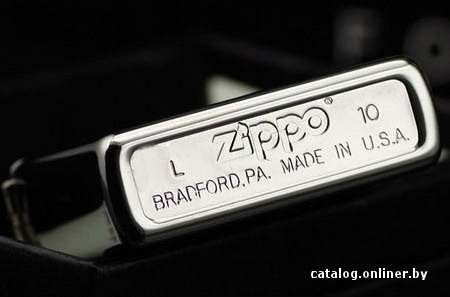 L Zippo® 10
BRADFORD, PA. MADE IN U.S.A.
catalog.onliner.by